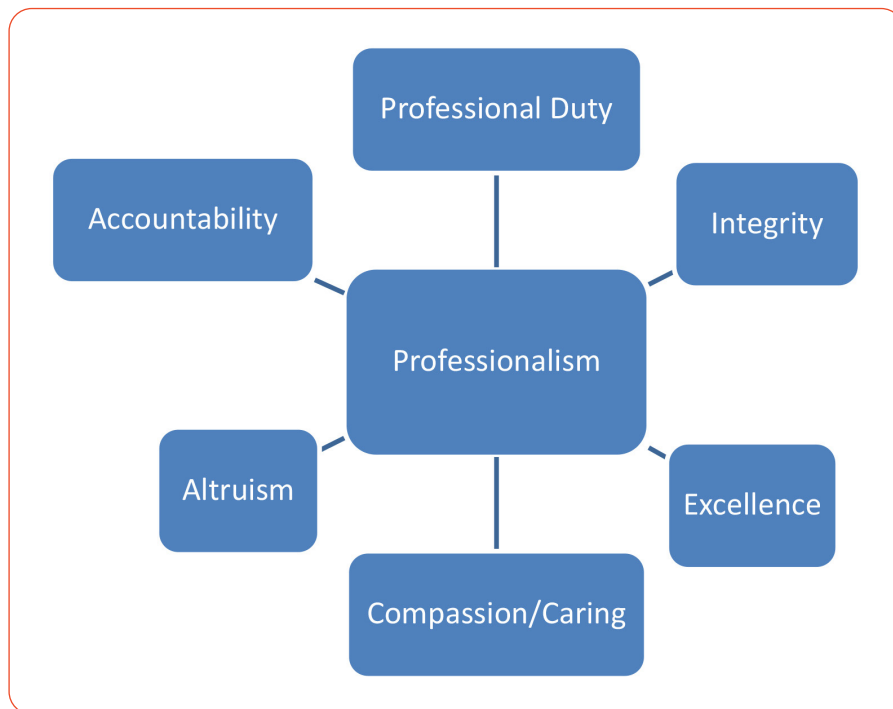 Professional Duty
Accountability
Integrity
Professionalism
Altruism
Excellence
Compassion/Caring